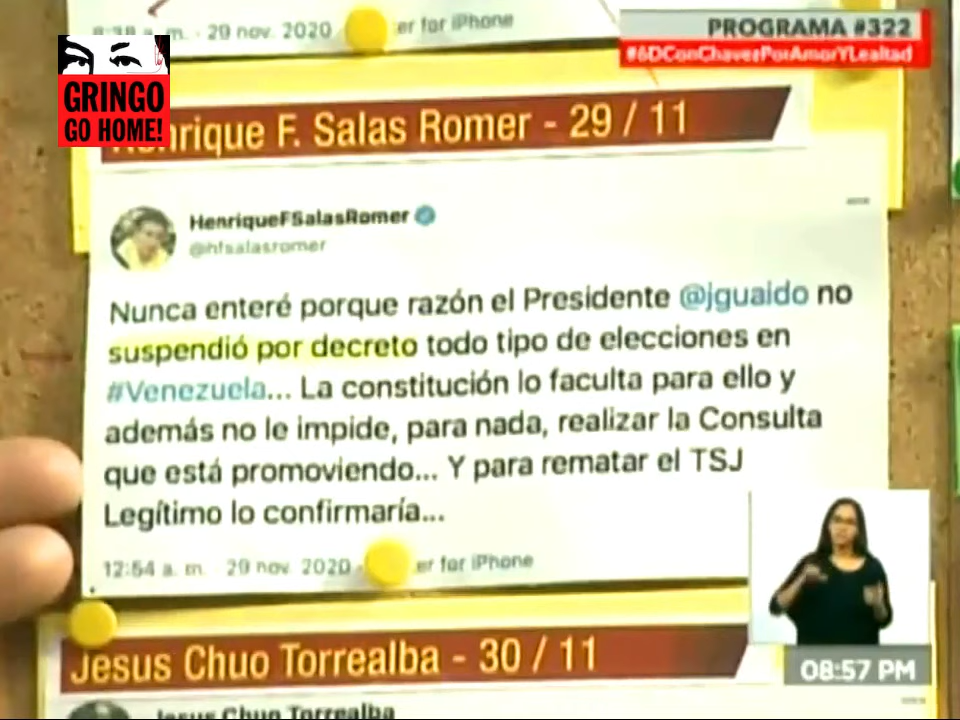 m. · 29 nov. 2020 er for iPhone
PROGRAMA #322
#6DConChavezPorAmorYLealtad
GRINGO
GO HOME!
Henrique F. Salas Romer - 29 / 11
HenriqueFSalasRomer
@hfsalasromer
Nunca enteré porque razón el Presidente @jguaido no
suspendió por decreto todo tipo de elecciones en
#Venezuela... La constitución lo faculta para ello y
además no le impide, para nada, realizar la Consulta
que está promoviendo... Y para rematar el TSJ
Legítimo lo confirmaría...
12:54 a. m. 29 nov. 2020 er for iPhone
Jesus Chuo Torrealba - 30 / 11
08:57 PM
Jesus Chuo Torrealba